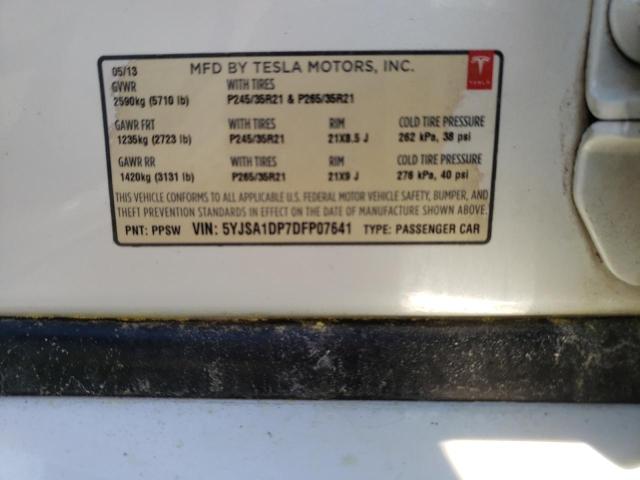 05/13 MFD BY TESLA MOTORS, INC.
GVWR WITH TIRES
2590kg (5710 lb) P245/35R21 & P265/35R21
GAWR FRT WITH TIRES RIM COLD TIRE PRESSURE
1235kg (2723 lb) P245/35R21 21X8.5 J 262 kPa, 38 psi
GAWR RR WITH TIRES RIM COLD TIRE PRESSURE
1420kg (3131 lb) P265/35R21 21X9 J 276 kPa, 40 psi
THIS VEHICLE CONFORMS TO ALL APPLICABLE U.S. FEDERAL MOTOR VEHICLE SAFETY, BUMPER, AND
THEFT PREVENTION STANDARDS IN EFFECT ON THE DATE OF MANUFACTURE SHOWN ABOVE.
PNT: PPSW VIN: 5YJSA1DP7DFP07641 TYPE: PASSENGER CAR
TESLA